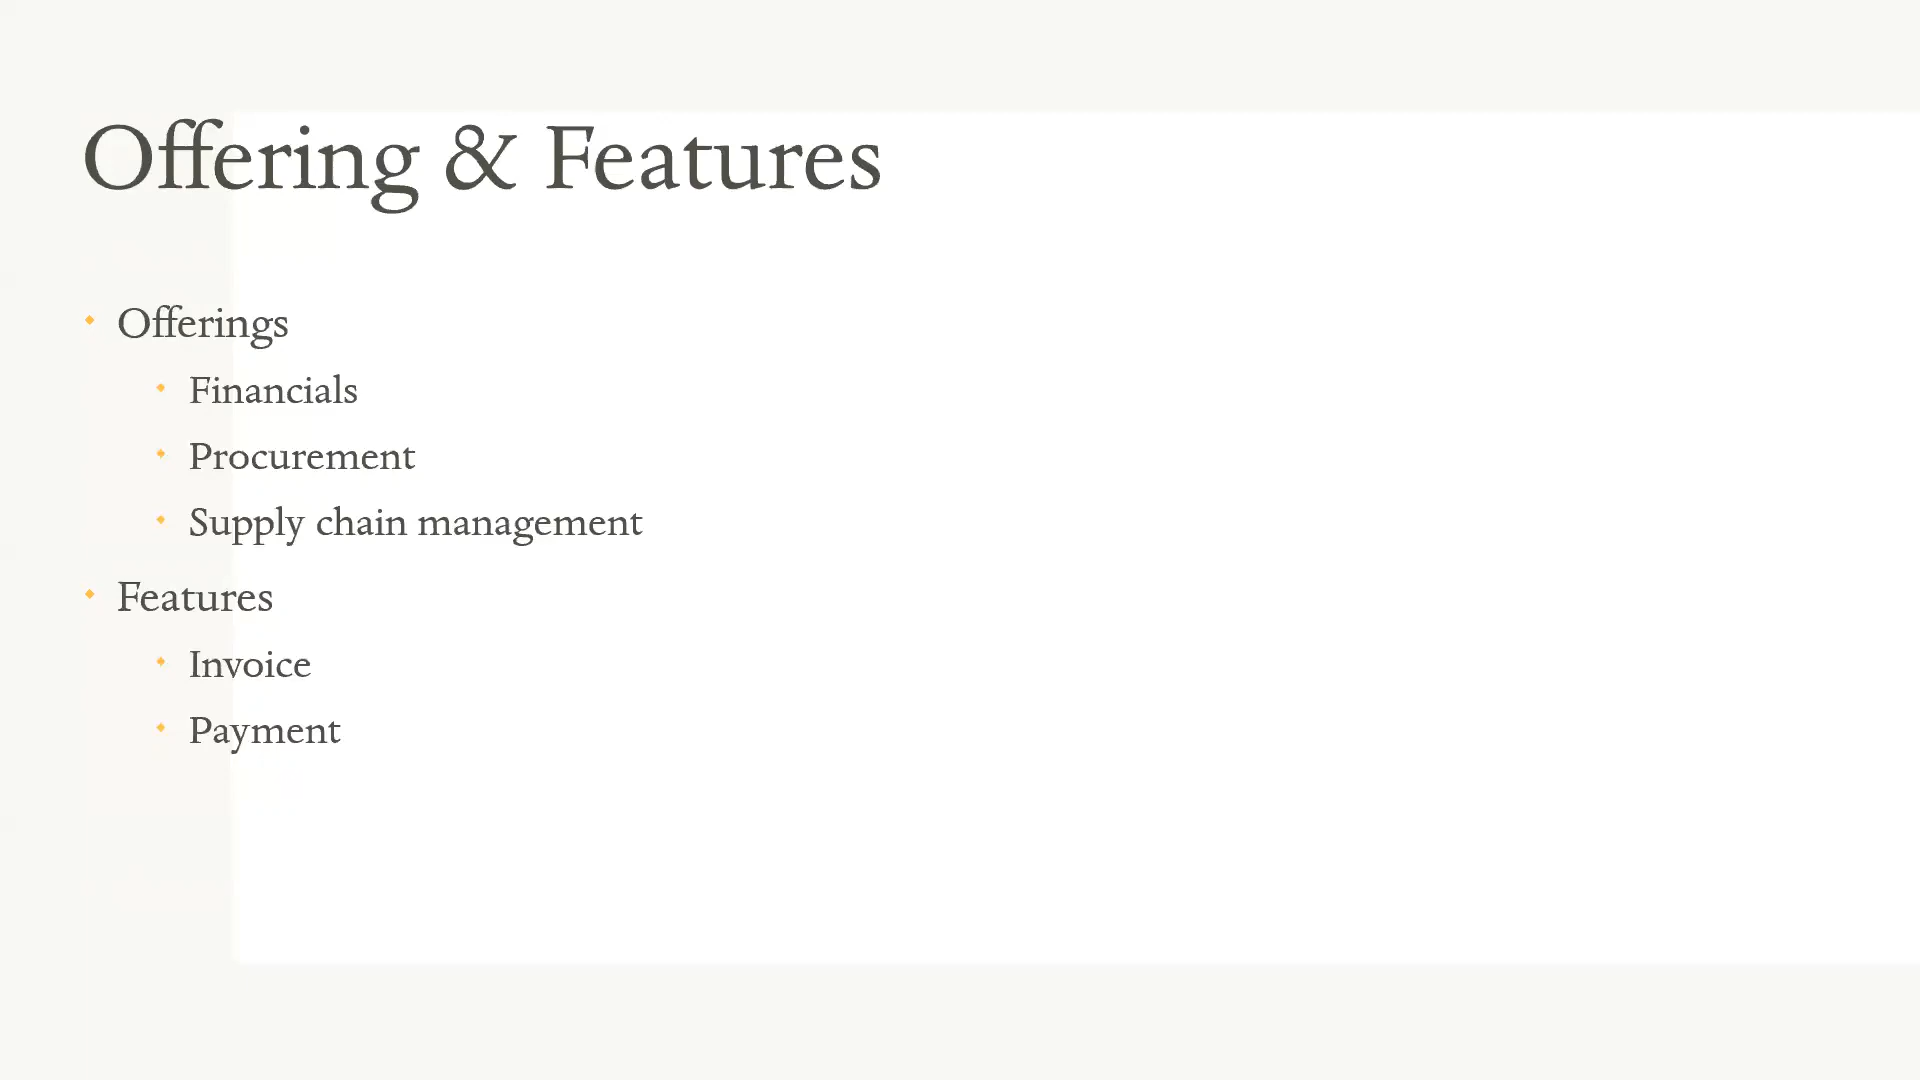 Offering & Features
Offerings
Financials
Procurement
Supply chain management
Features
Invoice
Payment